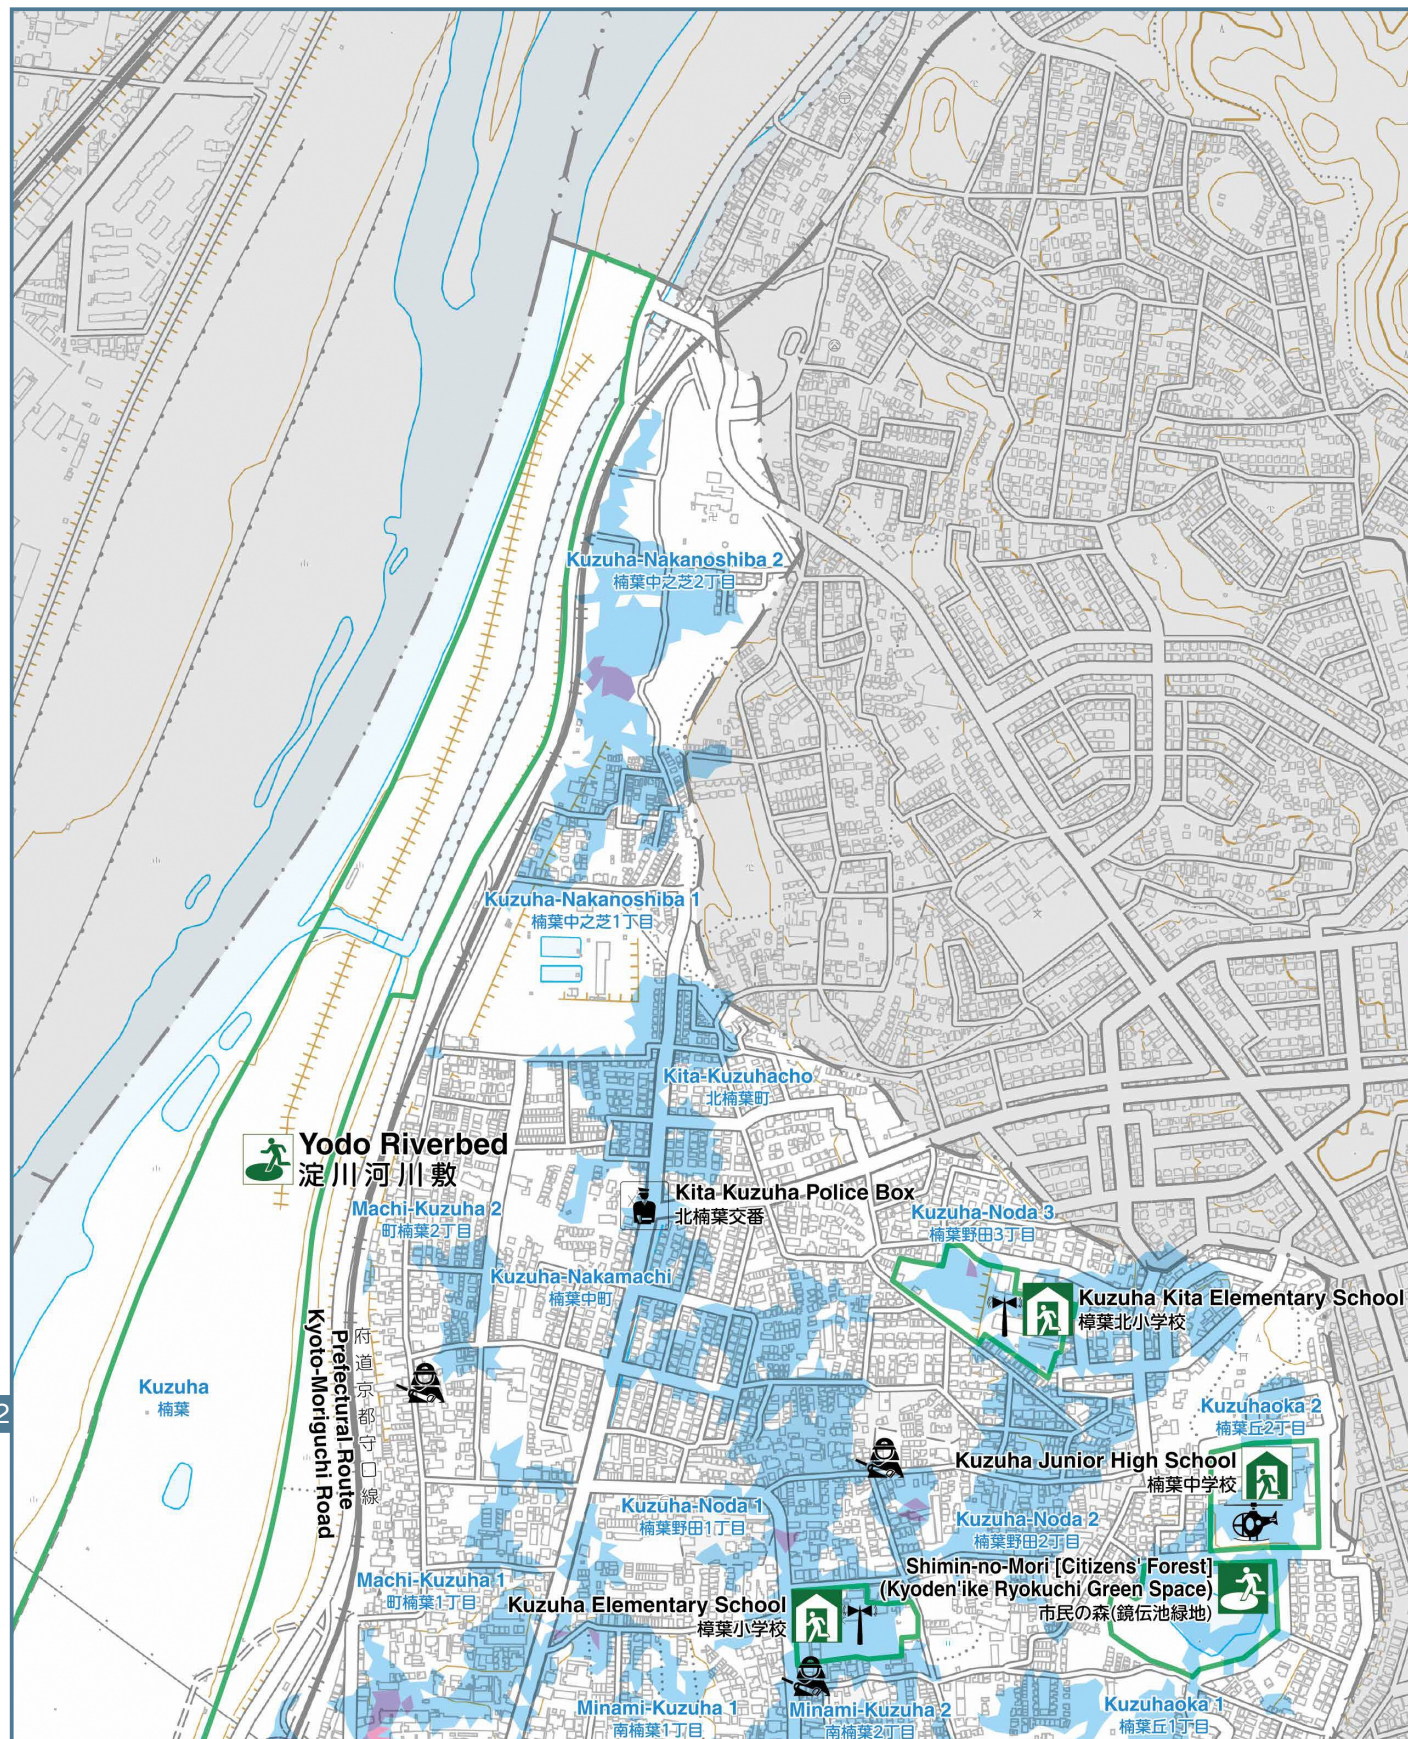 Kuzuha-Nakanoshiba 2
楠葉中之芝2丁目
Kuzuha-Nakanoshiba 1
楠葉中之芝1丁目
Kita-Kuzuhacho
北楠葉町
Yodo Riverbed
淀川河川敷
Kita Kuzuha Police Box
北楠葉交番
Machi-Kuzuha 2
町楠葉2丁目
Kuzuha-Noda 3
楠葉野田3丁目
Kuzuha-Nakamachi
楠葉中町
Kuzuha Kita Elementary School
樟葉北小学校
府道京都守口線
Prefectural Route
Kyoto-Moriguchi Road
Kuzuha
楠葉
2
Kuzuhaoka 2
楠葉丘2丁目
Kuzuha Junior High School
楠葉中学校
Kuzuha-Noda 1
楠葉野田1丁目
Kuzuha-Noda 2
楠葉野田2丁目
Shimin-no-Mori [Citizens' Forest]
(Kyoden'ike Ryokuchi Green Space)
市民の森(鏡伝池緑地)
Machi-Kuzuha 1
町楠葉1丁目
Kuzuha Elementary School
樟葉小学校
Minami-Kuzuha 1
南楠葉1丁目
Minami-Kuzuha 2
南楠葉2丁目
Kuzuhaoka 1
楠葉丘1丁目